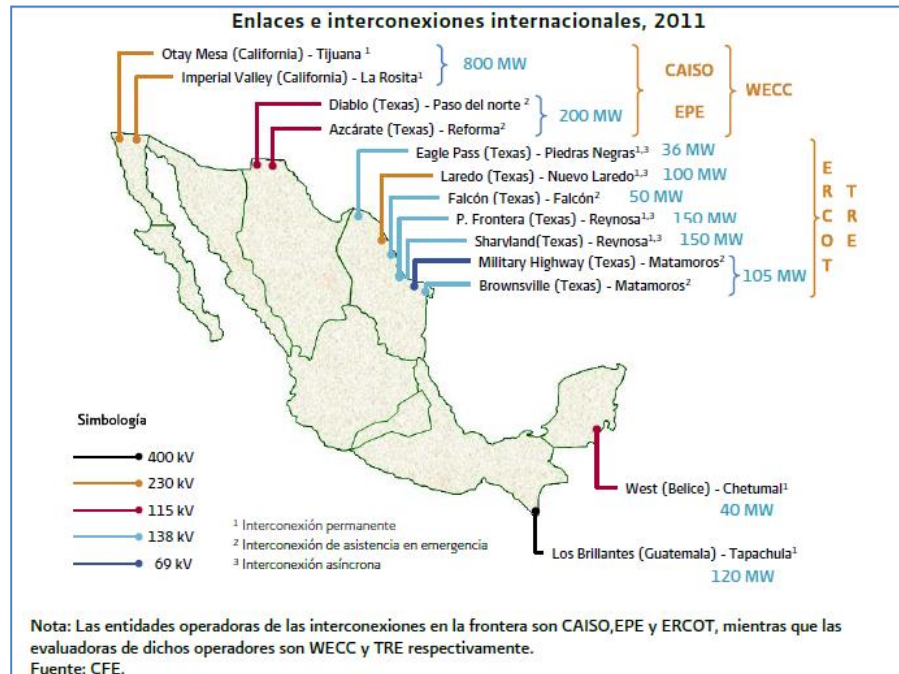 Enlaces e interconexiones internacionales, 2011
Otay Mesa (California) - Tijuana ¹
Imperial Valley (California) - La Rosita¹
800 MW
Diablo (Texas) - Paso del norte ²
Azcárate (Texas) - Reforma²
200 MW
CAISO
EPE
WECC
Eagle Pass (Texas) - Piedras Negras¹,³ 36 MW
Laredo (Texas) - Nuevo Laredo¹,³ 100 MW
Falcón (Texas) - Falcón² 50 MW
P. Frontera (Texas) - Reynosa¹,³ 150 MW
Sharyland(Texas) - Reynosa¹,³ 150 MW
Military Highway (Texas) - Matamoros²
Brownsville (Texas) - Matamoros²
105 MW
ERCOT
TRE
Simbología
400 kV
230 kV
115 kV
138 kV
69 kV
¹ Interconexión permanente
² Interconexión de asistencia en emergencia
³ Interconexión asíncrona
West (Belice) - Chetumal¹
40 MW
Los Brillantes (Guatemala) - Tapachula¹
120 MW
Nota: Las entidades operadoras de las interconexiones en la frontera son CAISO,EPE y ERCOT, mientras que las
evaluadoras de dichos operadores son WECC y TRE respectivamente.
Fuente: CFE.